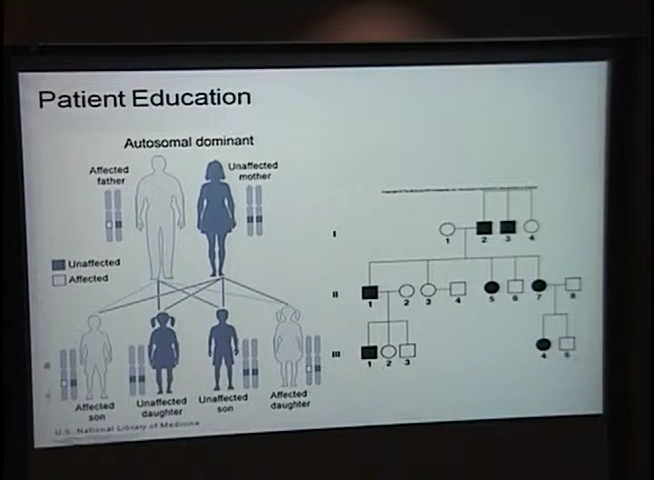 Patient Education
Autosomal dominant
Affected
father
Unaffected
mother
Unaffected
Affected
Affected
son
Unaffected
daughter
Unaffected
son
Affected
daughter
U.S. National Library of Medicine
I
1
2
3
4
II
1
2
3
4
5
6
7
8
III
1
2
3
4
5